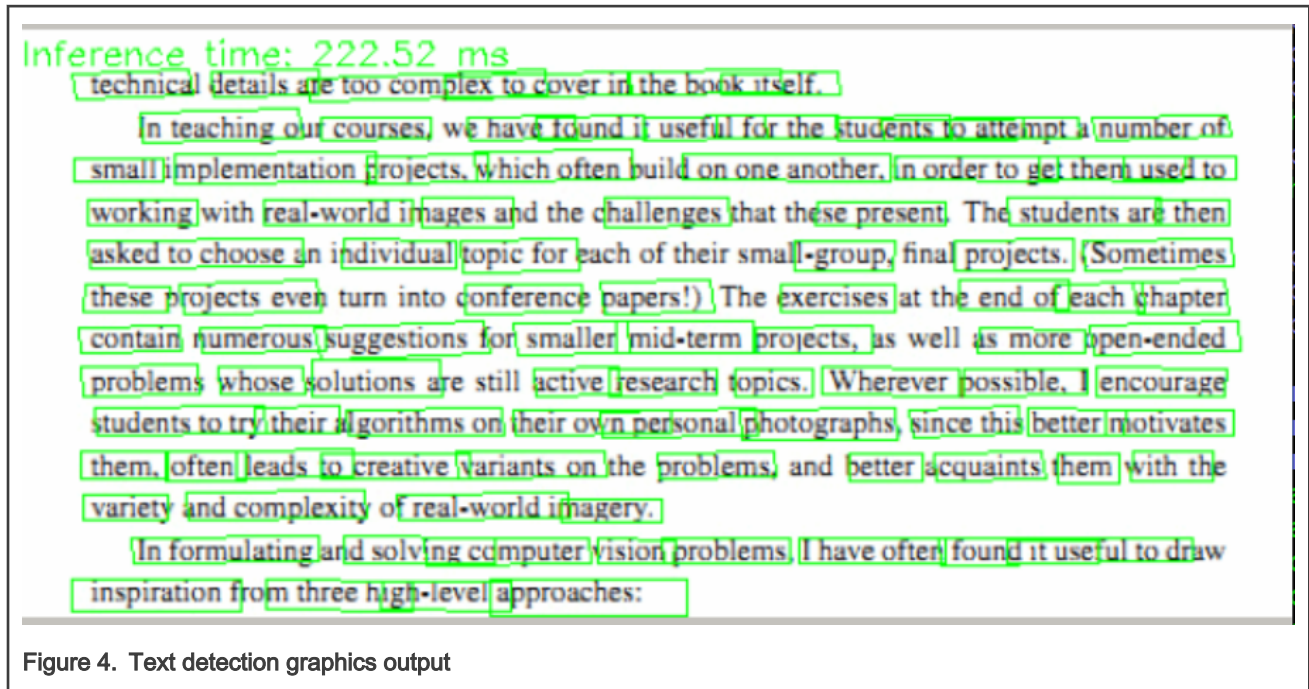 Inference time: 222.52 ms
technical details are too complex to cover in the book itself.
In teaching our courses, we have found it useful for the students to attempt a number of
small implementation projects, which often build on one another, in order to get them used to
working with real-world images and the challenges that these present. The students are then
asked to choose an individual topic for each of their small-group, final projects. (Sometimes
these projects even turn into conference papers!) The exercises at the end of each chapter
contain numerous suggestions for smaller mid-term projects, as well as more open-ended
problems whose solutions are still active research topics. Wherever possible, I encourage
students to try their algorithms on their own personal photographs, since this better motivates
them, often leads to creative variants on the problems, and better acquaints them with the
variety and complexity of real-world imagery.
In formulating and solving computer vision problems, I have often found it useful to draw
inspiration from three high-level approaches:
Figure 4. Text detection graphics output